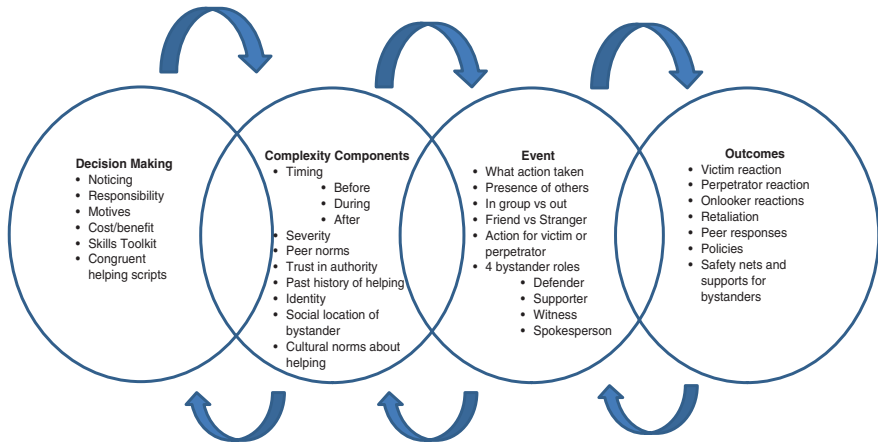 Decision Making
• Noticing
• Responsibility
• Motives
• Cost/benefit
• Skills Toolkit
• Congruent
helping scripts
Complexity Components
• Timing
• Before
• During
• After
• Severity
• Peer norms
• Trust in authority
• Past history of helping
• Identity
• Social location of
bystander
• Cultural norms about
helping
Event
• What action taken
• Presence of others
• In group vs out
• Friend vs Stranger
• Action for victim or
perpetrator
• 4 bystander roles
• Defender
• Supporter
• Witness
• Spokesperson
Outcomes
• Victim reaction
• Perpetrator reaction
• Onlooker reactions
• Retaliation
• Peer responses
• Policies
• Safety nets and
supports for
bystanders